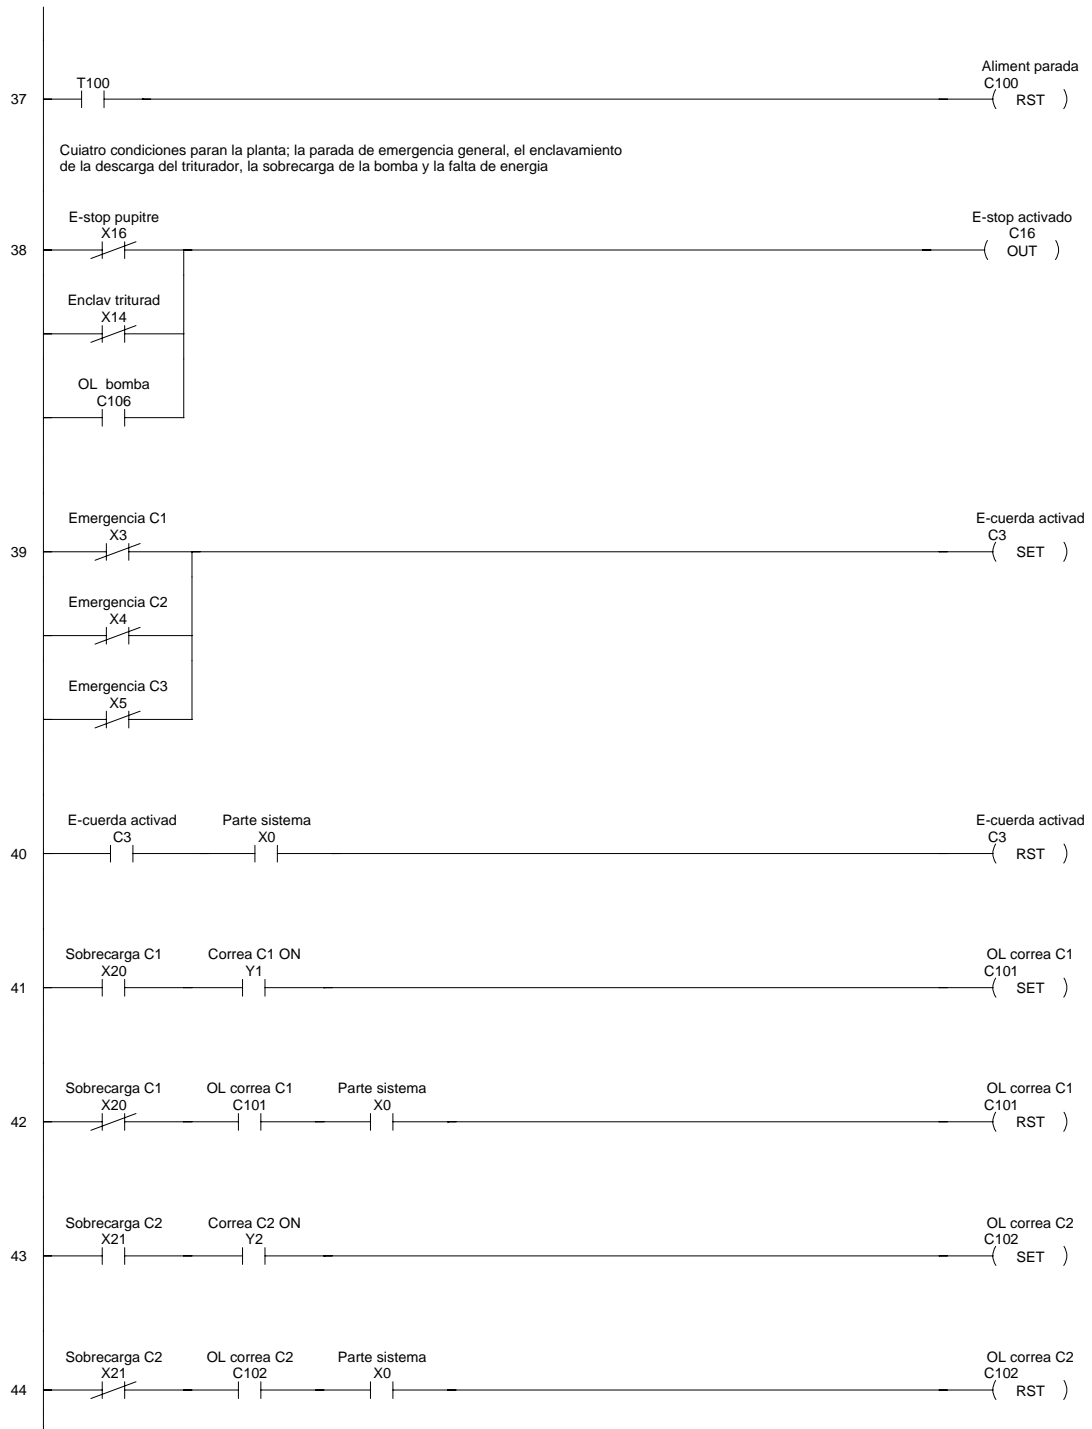 Aliment parada
T100
C100
37
RST
Cuiatro condiciones paran la planta; la parada de emergencia general, el enclavamiento
de la descarga del triturador, la sobrecarga de la bomba y la falta de energia
E-stop pupitre
E-stop activado
X16
C16
38
OUT
Enclav triturad
X14
OL bomba
C106
Emergencia C1
E-cuerda activad
X3
C3
39
SET
Emergencia C2
X4
Emergencia C3
X5
E-cuerda activad Parte sistema
E-cuerda activad
C3 X0
C3
40
RST
Sobrecarga C1 Correa C1 ON
OL correa C1
X20 Y1
C101
41
SET
Sobrecarga C1 OL correa C1 Parte sistema
OL correa C1
X20 C101 X0
C101
42
RST
Sobrecarga C2 Correa C2 ON
OL correa C2
X21 Y2
C102
43
SET
Sobrecarga C2 OL correa C2 Parte sistema
OL correa C2
X21 C102 X0
C102
44
RST